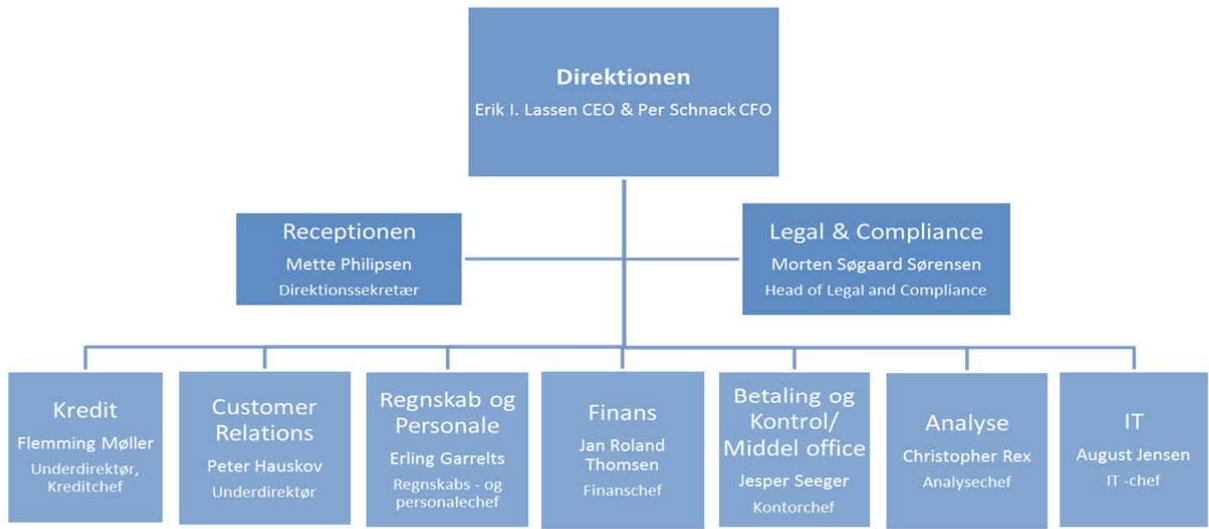 Direktionen
Erik I. Lassen CEO & Per Schnack CFO
Receptionen
Mette Philipsen
Direktionssekretær
Legal & Compliance
Morten Søgaard Sørensen
Head of Legal and Compliance
Kredit
Flemming Møller
Underdirektør,
Kreditchef
Customer
Relations
Peter Hauskov
Underdirektør
Regnskab og
Personale
Erling Garrelts
Regnskabs - og
personalechef
Finans
Jan Roland
Thomsen
Finanschef
Betaling og
Kontrol/
Middel office
Jesper Seeger
Kontorchef
Analyse
Christopher Rex
Analysechef
IT
August Jensen
IT -chef